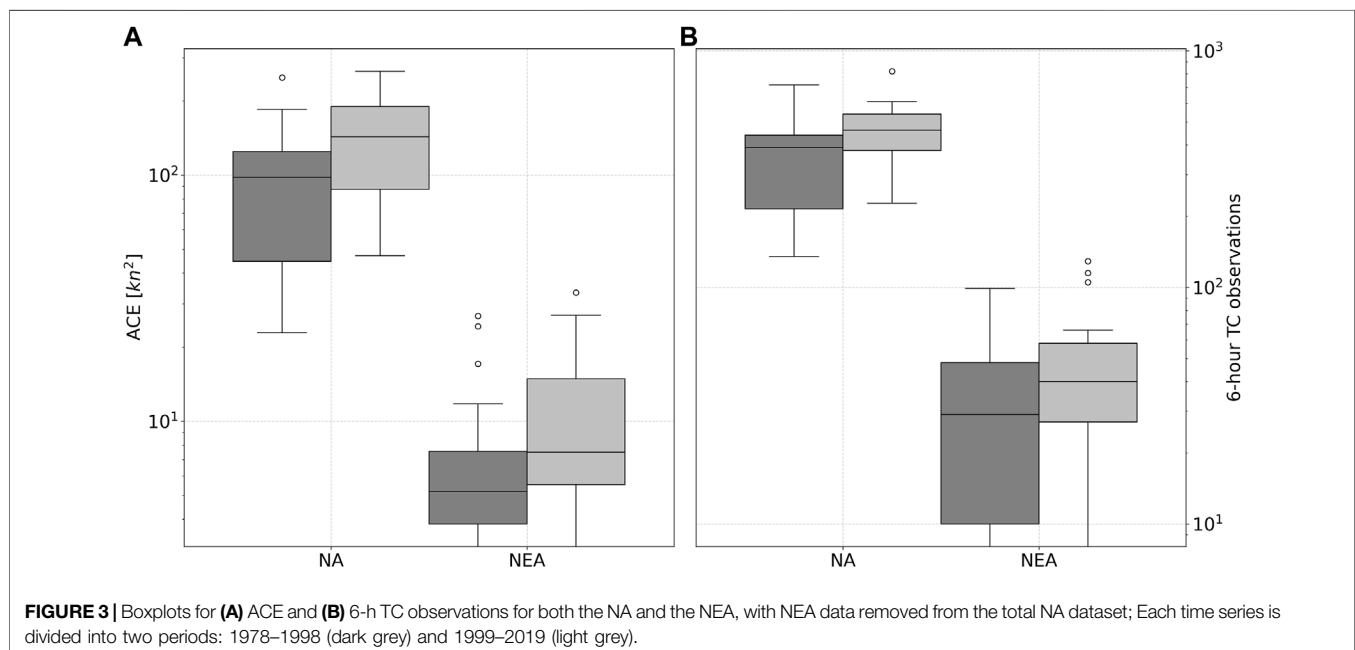 A
B
10^3
10^2
ACE [kn^2]
10^2
6-hour TC observations
10^1
10^1
NA
NEA
NA
NEA
FIGURE 3 | Boxplots for (A) ACE and (B) 6-h TC observations for both the NA and the NEA, with NEA data removed from the total NA dataset; Each time series is
divided into two periods: 1978–1998 (dark grey) and 1999–2019 (light grey).